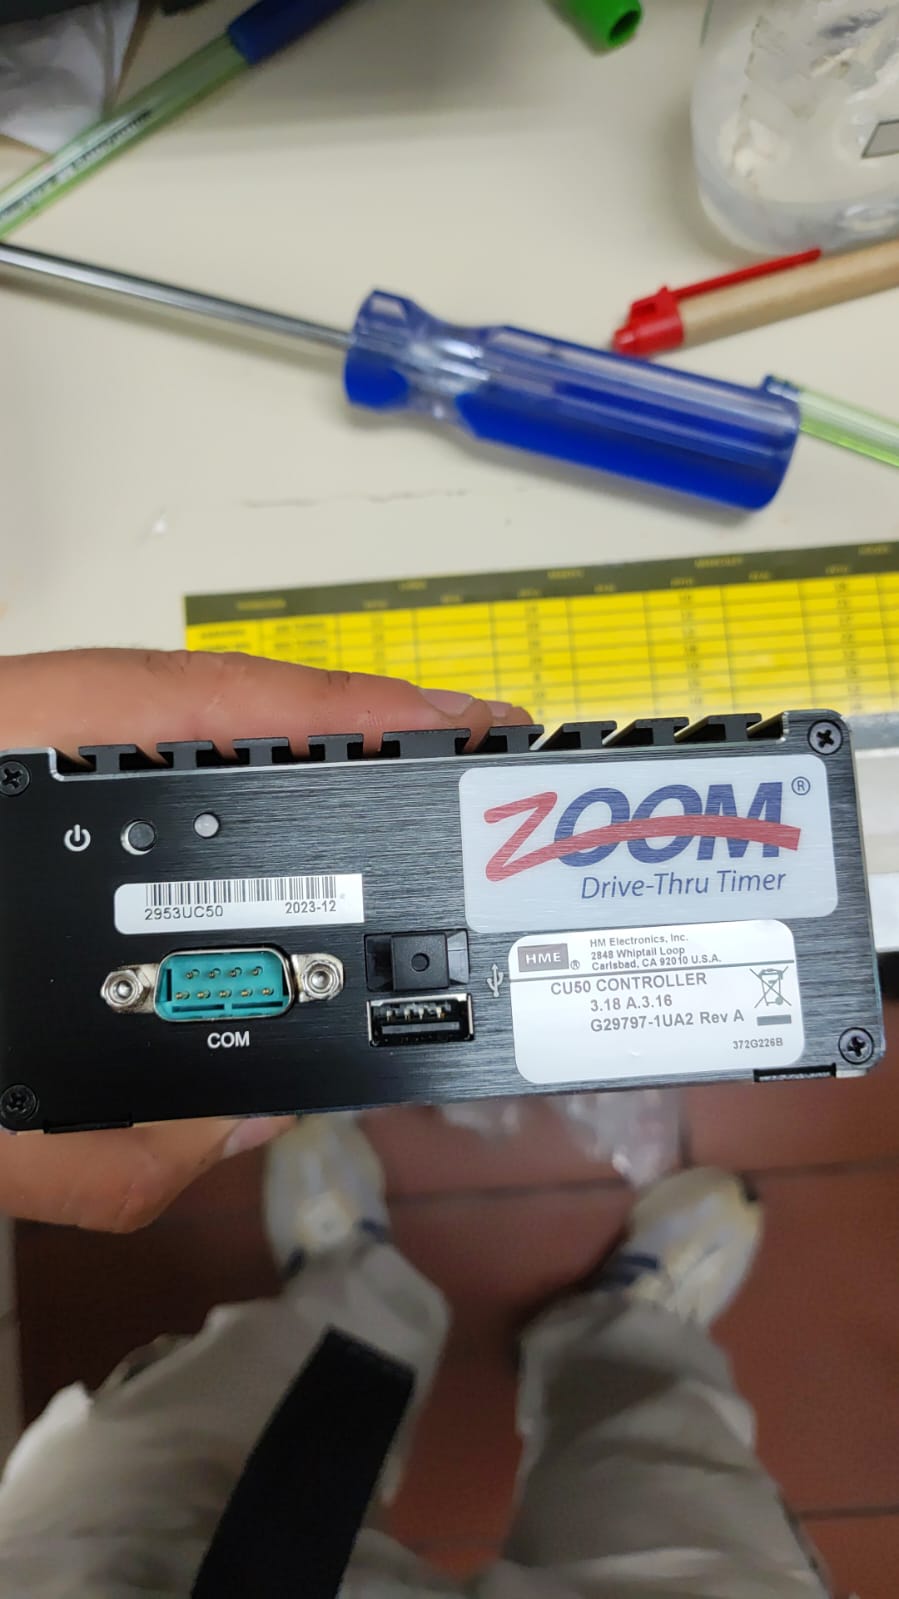 ZOOM®
Drive-Thru Timer
2953UC50 2023-12
HME®
HM Electronics, Inc.
2848 Whiptail Loop
Carlsbad, CA 92010 U.S.A.
CU50 CONTROLLER
3.18 A.3.16
G29797-1UA2 Rev A
372G226B
COM